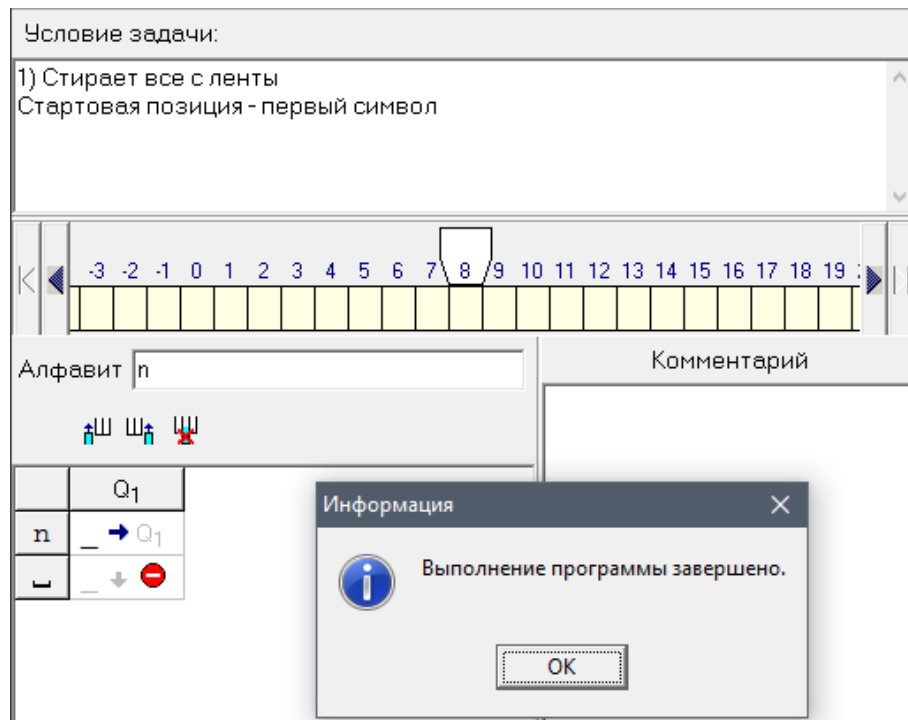 Условие задачи:
1) Стирает все с ленты
Стартовая позиция - первый символ
-3 -2 -1 0 1 2 3 4 5 6 7 8 9 10 11 12 13 14 15 16 17 18 19
Алфавит n
Комментарий
Q1
n _ Q1
_
Информация
Выполнение программы завершено.
OK